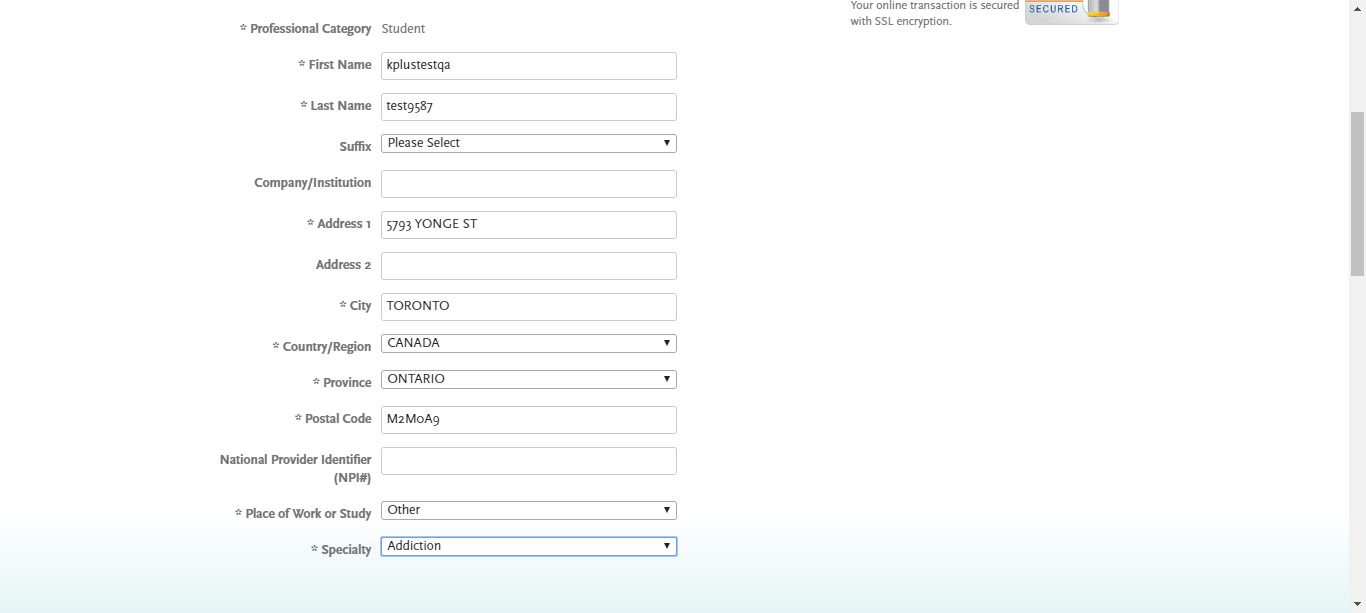 Your online transaction is secured
with SSL encryption.
SECURED
* Professional Category Student
* First Name kplustestqa
* Last Name test9587
Suffix Please Select
Company/Institution
* Address 1 5793 YONGE ST
Address 2
* City TORONTO
* Country/Region CANADA
* Province ONTARIO
* Postal Code M2M0A9
National Provider Identifier
(NPI#)
* Place of Work or Study Other
* Specialty Addiction